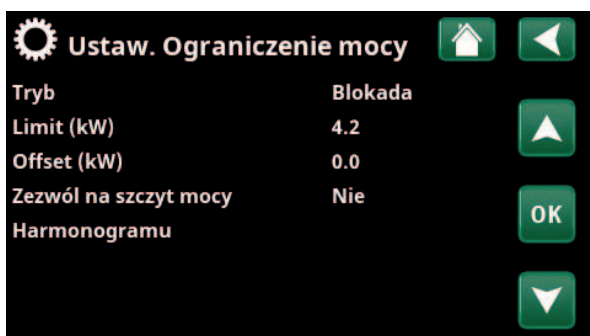 Ustaw. Ograniczenie mocy
Tryb Blokada
Limit (kW) 4.2
Offset (kW) 0.0
Zezwól na szczyt mocy Nie
Harmonogramu
OK